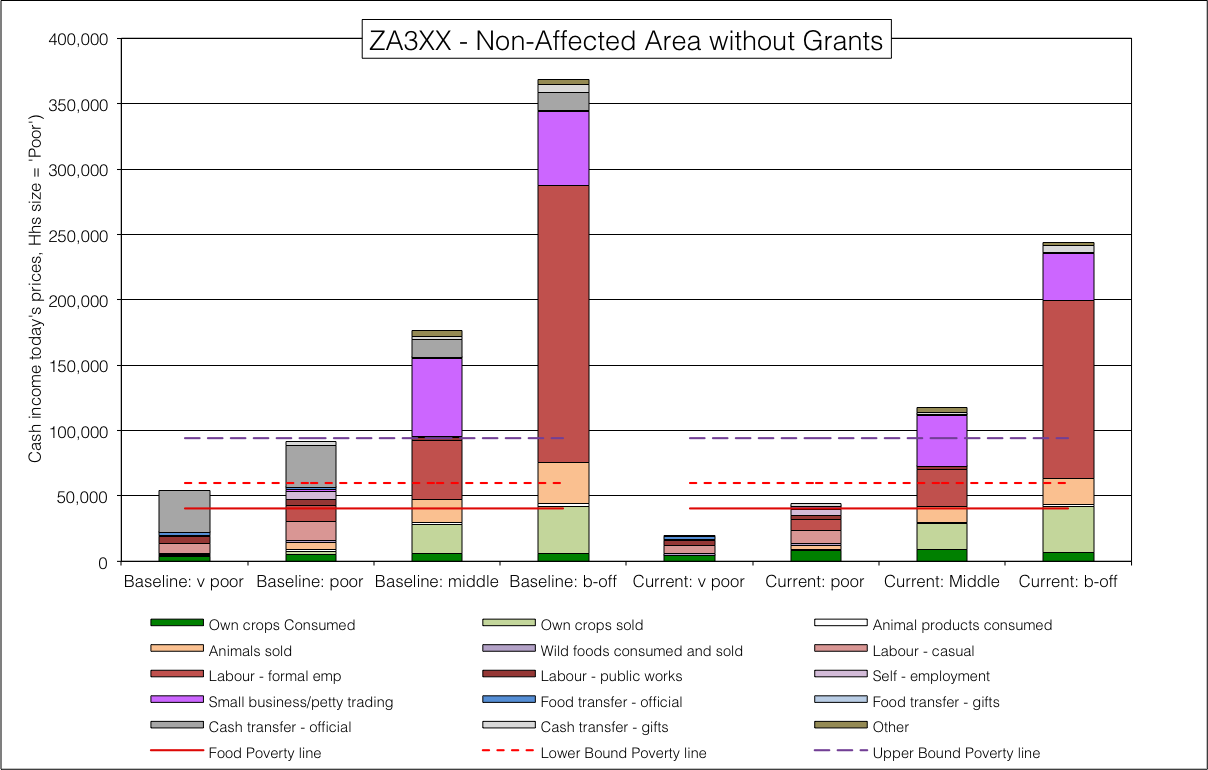 ZA3XX - Non-Affected Area without Grants
Cash income today's prices, Hhs size = 'Poor')
400,000
350,000
300,000
250,000
200,000
150,000
100,000
50,000
0
Baseline: v poor Baseline: poor Baseline: middle Baseline: b-off Current: v poor Current: poor Current: Middle Current: b-off
Own crops Consumed Own crops sold Animal products consumed
Animals sold Wild foods consumed and sold Labour - casual
Labour - formal emp Labour - public works Self - employment
Small business/petty trading Food transfer - official Food transfer - gifts
Cash transfer - official Cash transfer - gifts Other
Food Poverty line Lower Bound Poverty line Upper Bound Poverty line